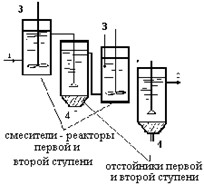 3
3
1
2
4
4
смесители - реакторы
первой и
второй ступени
отстойники первой
и второй ступени